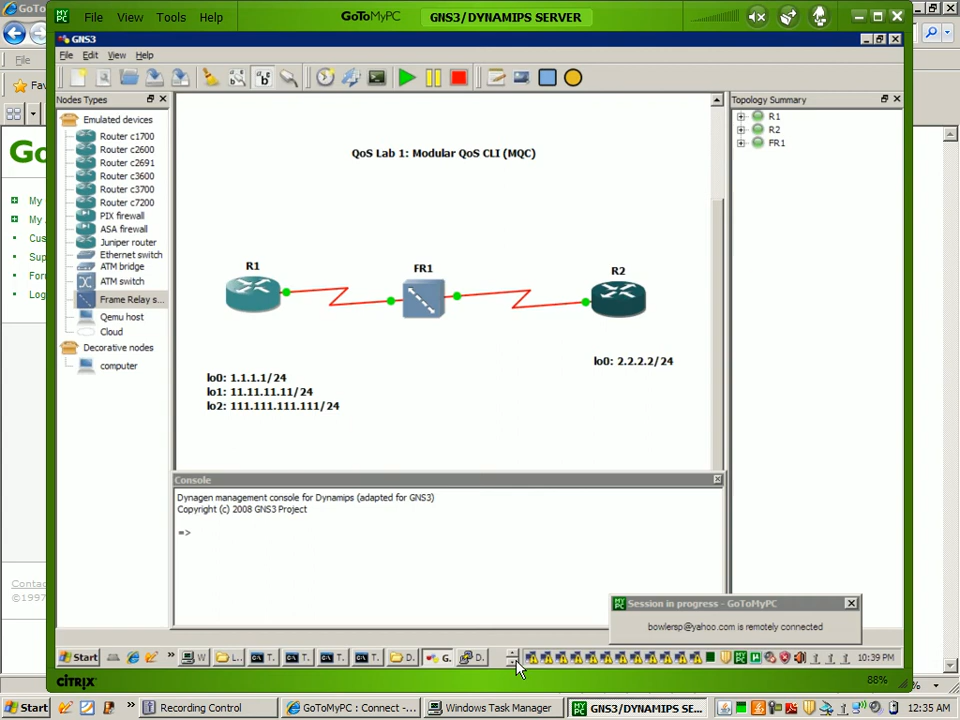 File View Tools Help
GoToMyPC
GNS3/DYNAMIPS SERVER
GNS3
File Edit View Help
Nodes Types
Emulated devices
Router c1700
Router c2600
Router c2691
Router c3600
Router c3700
Router c7200
PIX firewall
ASA firewall
Juniper router
Ethernet switch
ATM bridge
ATM switch
Frame Relay s...
Qemu host
Cloud
Decorative nodes
computer
QoS Lab 1: Modular QoS CLI (MQC)
R1
FR1
R2
lo0: 2.2.2.2/24
lo0: 1.1.1.1/24
lo1: 11.11.11.11/24
lo2: 111.111.111.111/24
Topology Summary
R1
R2
FR1
Console
Dynagen management console for Dynamips (adapted for GNS3)
Copyright (c) 2008 GNS3 Project
=>
Session in progress - GoToMyPC
bowlersp@yahoo.com is remotely connected
Start
W
L...
T...
T...
T...
T...
D...
G.
D.
10:39 PM
CITRIX
88%
Start
Recording Control
GoToMyPC : Connect -...
Windows Task Manager
GNS3/DYNAMIPS SE...
12:35 AM